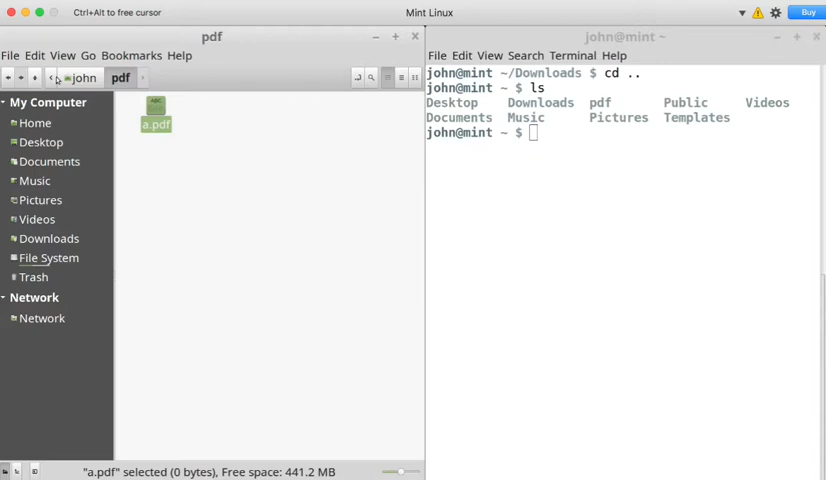 Ctrl+Alt to free cursor
Mint Linux
Buy
pdf
File Edit View Go Bookmarks Help
john
pdf
My Computer
Home
Desktop
Documents
Music
Pictures
Videos
Downloads
File System
Trash
Network
Network
ABC
a.pdf
"a.pdf" selected (0 bytes), Free space: 441.2 MB
john@mint ~
File Edit View Search Terminal Help
john@mint ~/Downloads $ cd ..
john@mint ~ $ ls
Desktop Downloads pdf Public Videos
Documents Music Pictures Templates
john@mint ~ $